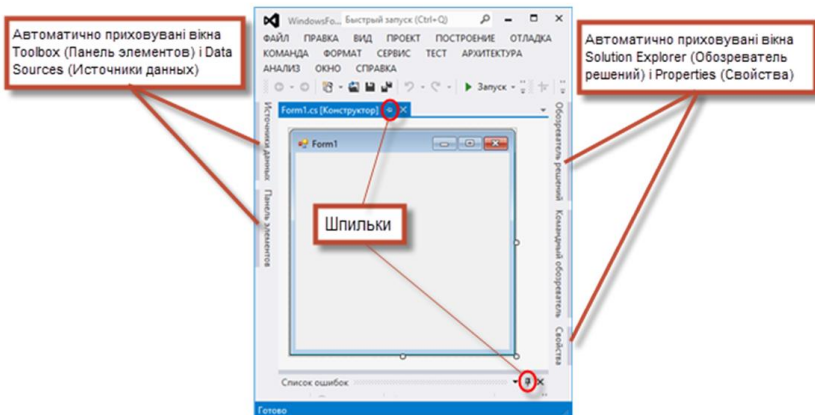 Автоматично приховувані вікна
Toolbox (Панель элементов) і Data
Sources (Источники данных)
WindowsFo...
Быстрый запуск (Ctrl+Q)
ФАЙЛ ПРАВКА ВИД ПРОЕКТ ПОСТРОЕНИЕ ОТЛАДКА
КОМАНДА ФОРМАТ СЕРВИС ТЕСТ АРХИТЕКТУРА
АНАЛИЗ ОКНО СПРАВКА
Запуск
Form1.cs [Конструктор]
Источники данных
Панель элементов
Form1
Шпильки
Автоматично приховувані вікна
Solution Explorer (Обозреватель
решений) і Properties (Свойства)
Обозреватель решений
Командный обозреватель
Свойства
Список ошибок
Готово